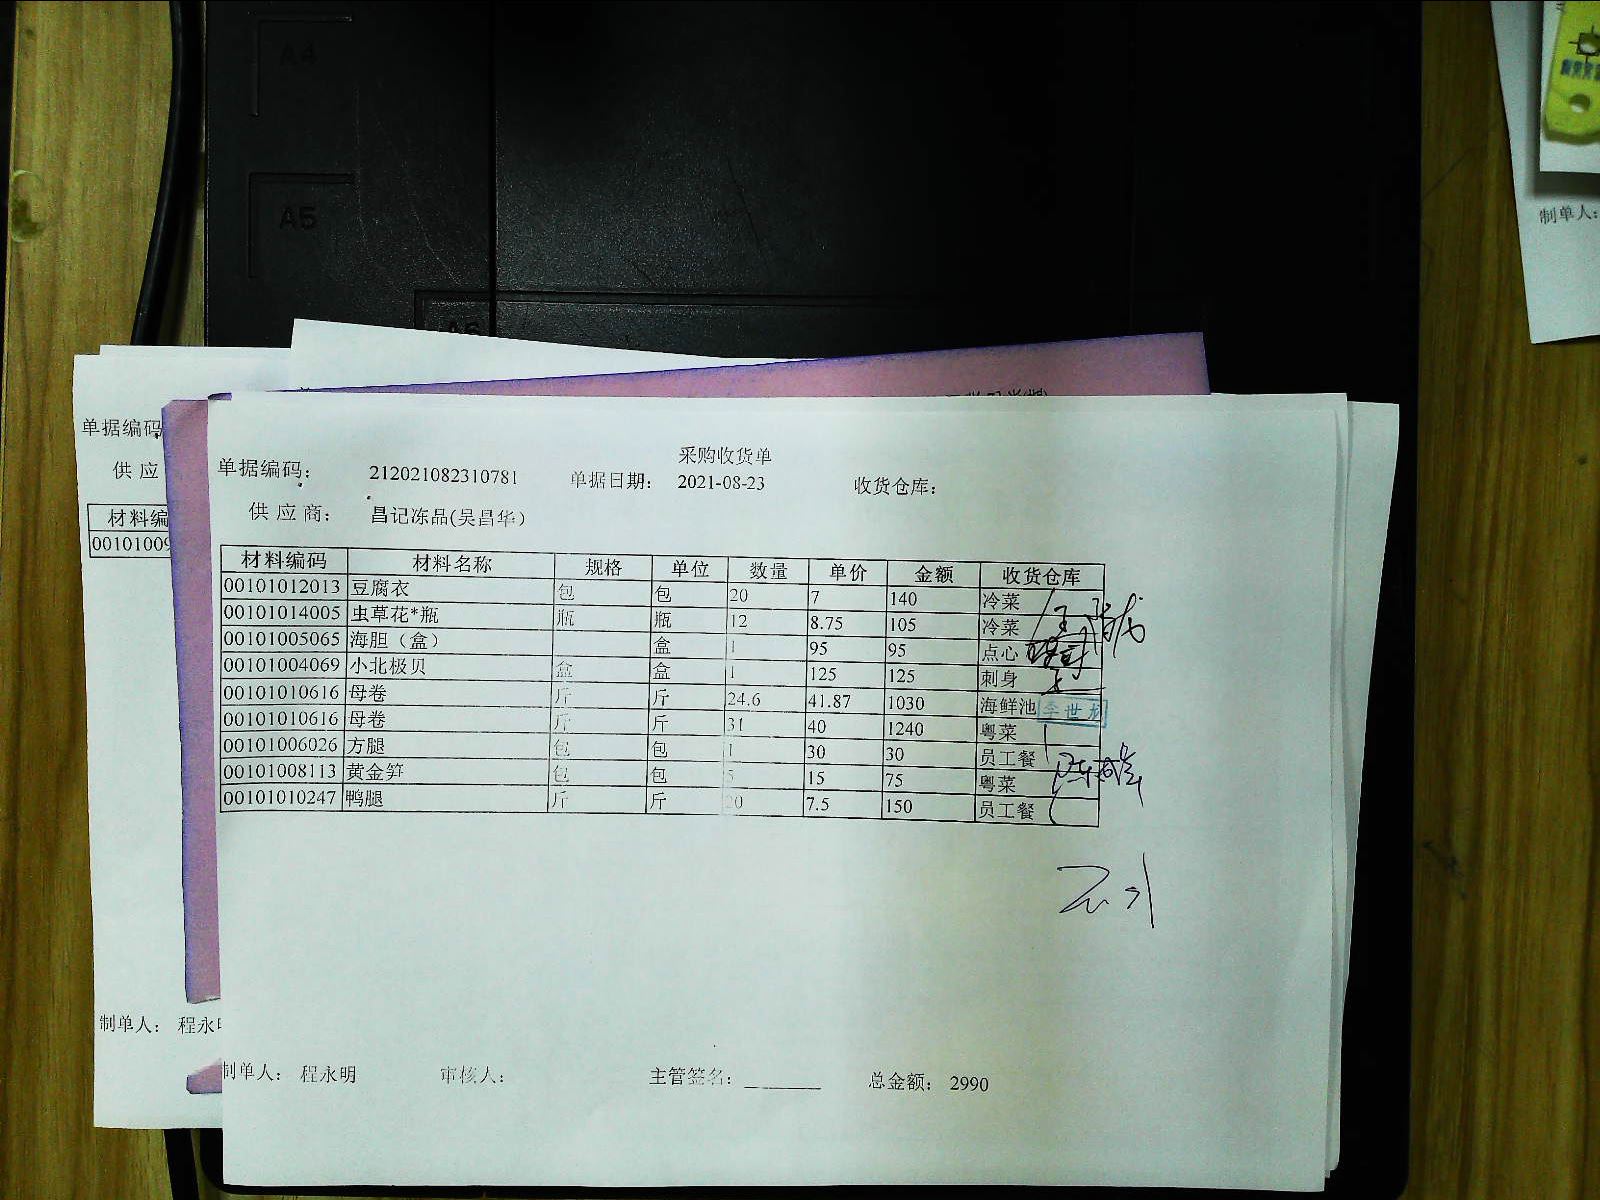 A4
A5
A6
制单人:
单据编码
供 应
材料编
00101009
制单人: 程永
采购收货单
单据编码: 212021082310781 单据日期: 2021-08-23 收货仓库:
供 应 商: 昌记冻品(吴昌华)
材料编码 材料名称 规格 单位 数量 单价 金额 收货仓库
00101012013 豆腐衣 包 包 20 7 140 冷菜
00101014005 虫草花*瓶 瓶 瓶 12 8.75 105 冷菜
00101005065 海胆（盒） 盒 1 95 95 点心
00101004069 小北极贝 盒 盒 1 125 125 刺身
00101010616 母卷 斤 斤 24.6 41.87 1030 海鲜池
00101010616 母卷 斤 斤 31 40 1240 粤菜
00101006026 方腿 包 包 1 30 30 员工餐
00101008113 黄金笋 包 包 5 15 75 粤菜
00101010247 鸭腿 斤 斤 20 7.5 150 员工餐
制单人: 程永明 审核人: 主管签名: 总金额: 2990